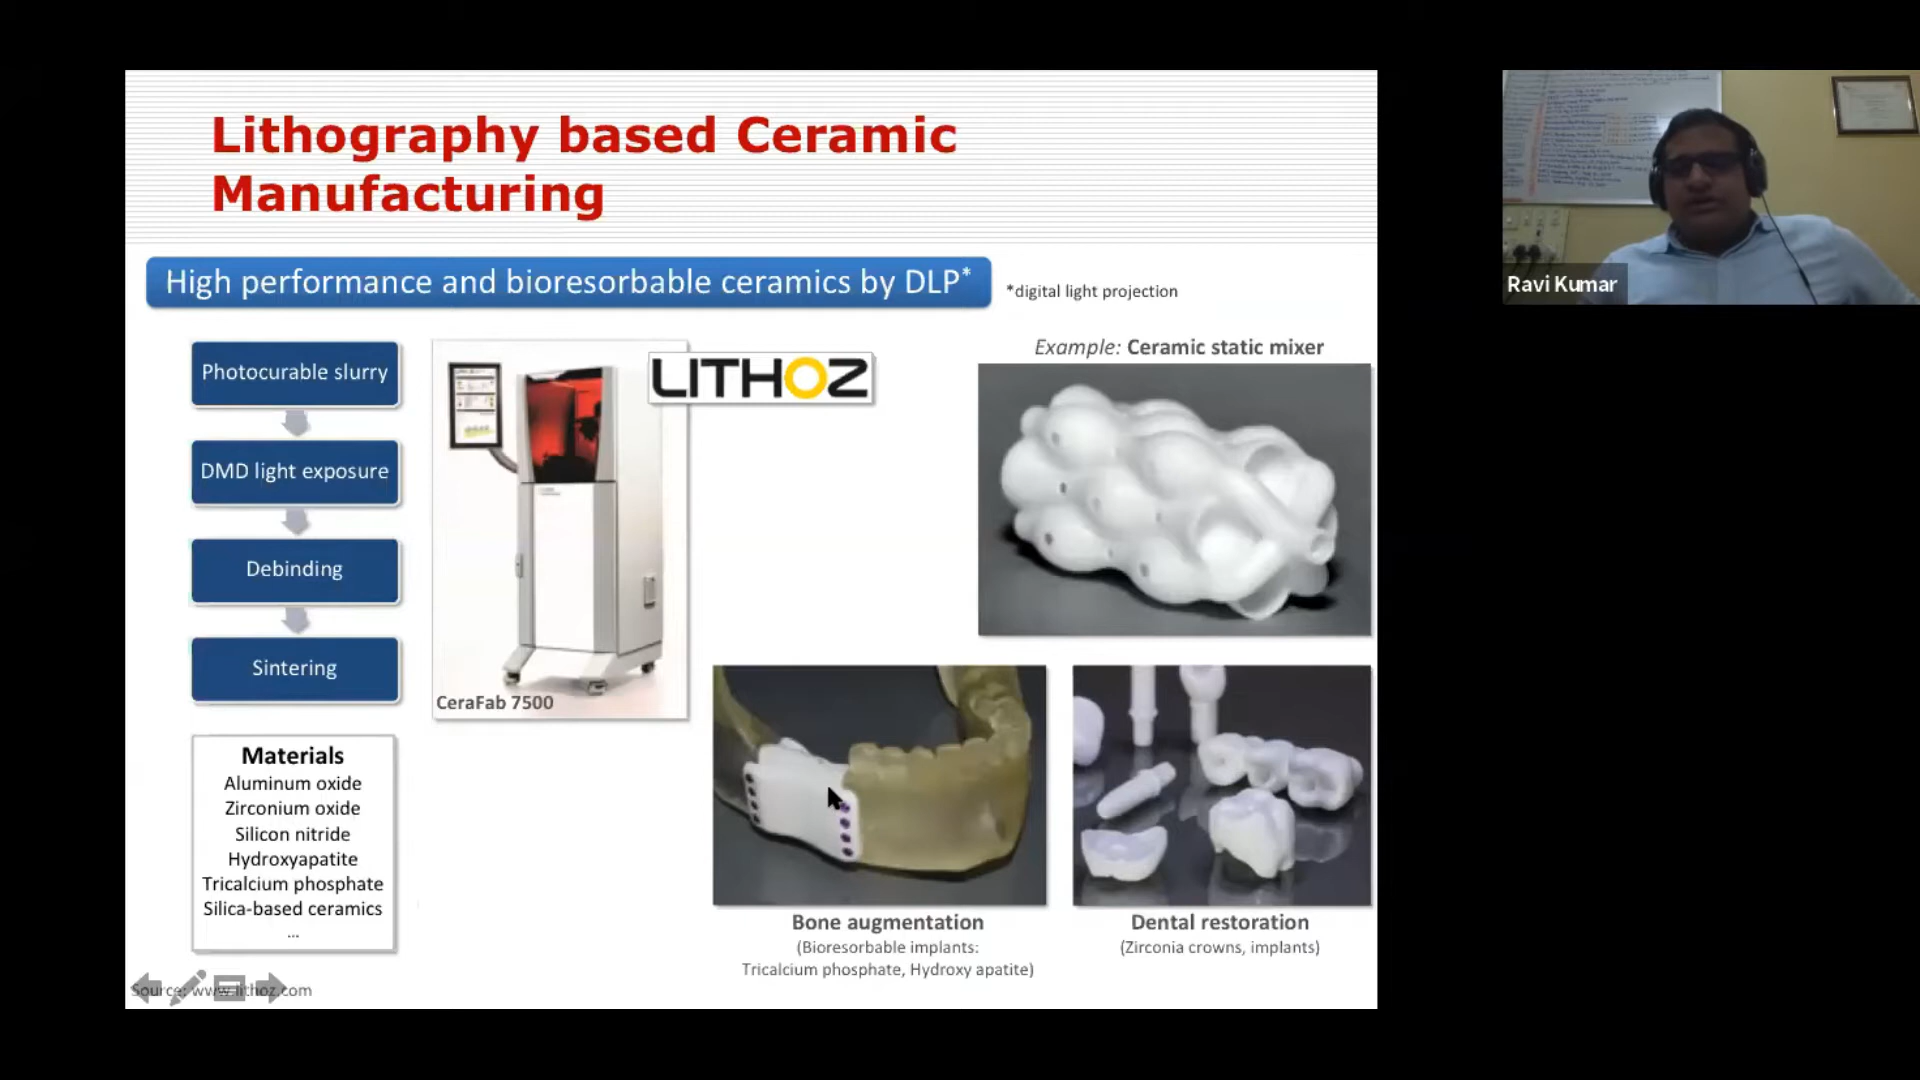 Lithography based Ceramic
Manufacturing
High performance and bioresorbable ceramics by DLP*
*digital light projection
Photocurable slurry
DMD light exposure
Debinding
Sintering
Materials
Aluminum oxide
Zirconium oxide
Silicon nitride
Hydroxyapatite
Tricalcium phosphate
Silica-based ceramics
...
LITHOZ
CeraFab 7500
Example: Ceramic static mixer
Bone augmentation
(Bioresorbable implants:
Tricalcium phosphate, Hydroxy apatite)
Dental restoration
(Zirconia crowns, implants)
Source: www.lithoz.com
Ravi Kumar